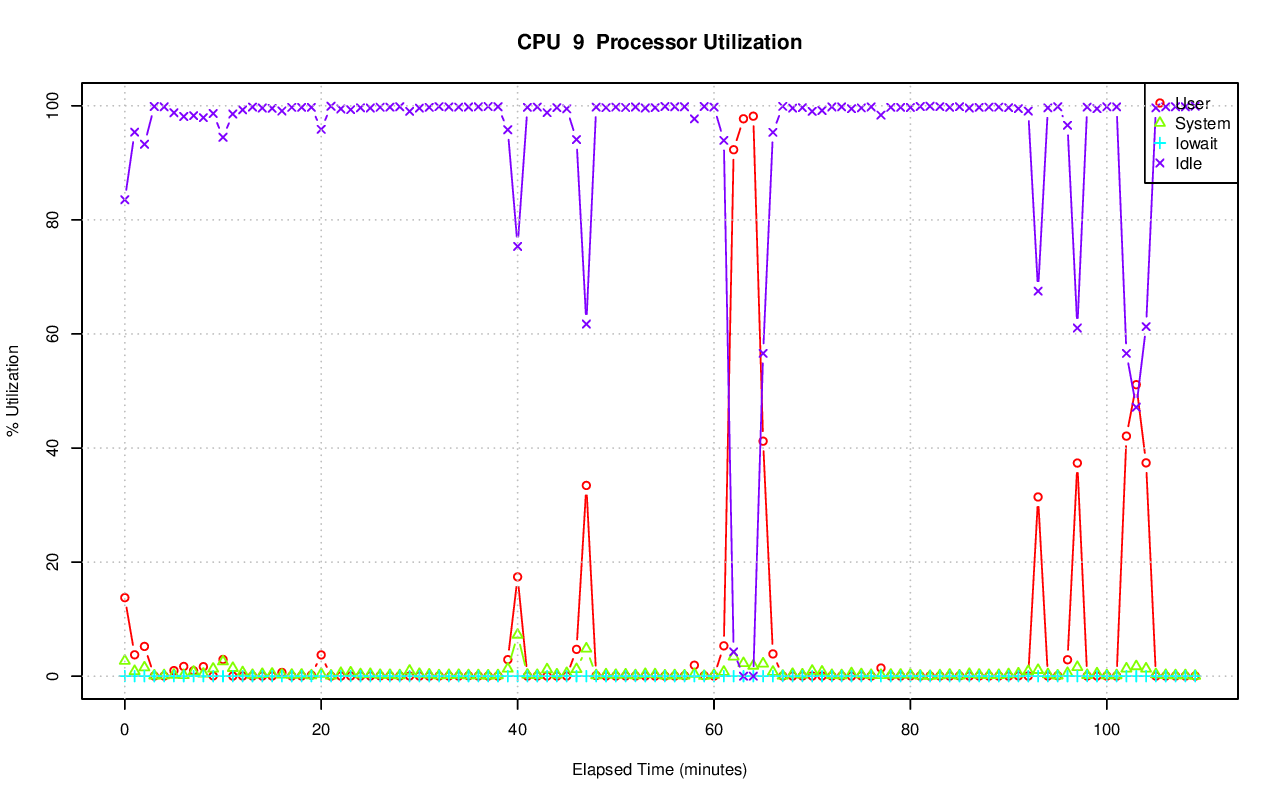 CPU 9 Processor Utilization
100
80
60
40
20
0
% Utilization
User
System
Iowait
Idle
0 20 40 60 80 100
Elapsed Time (minutes)